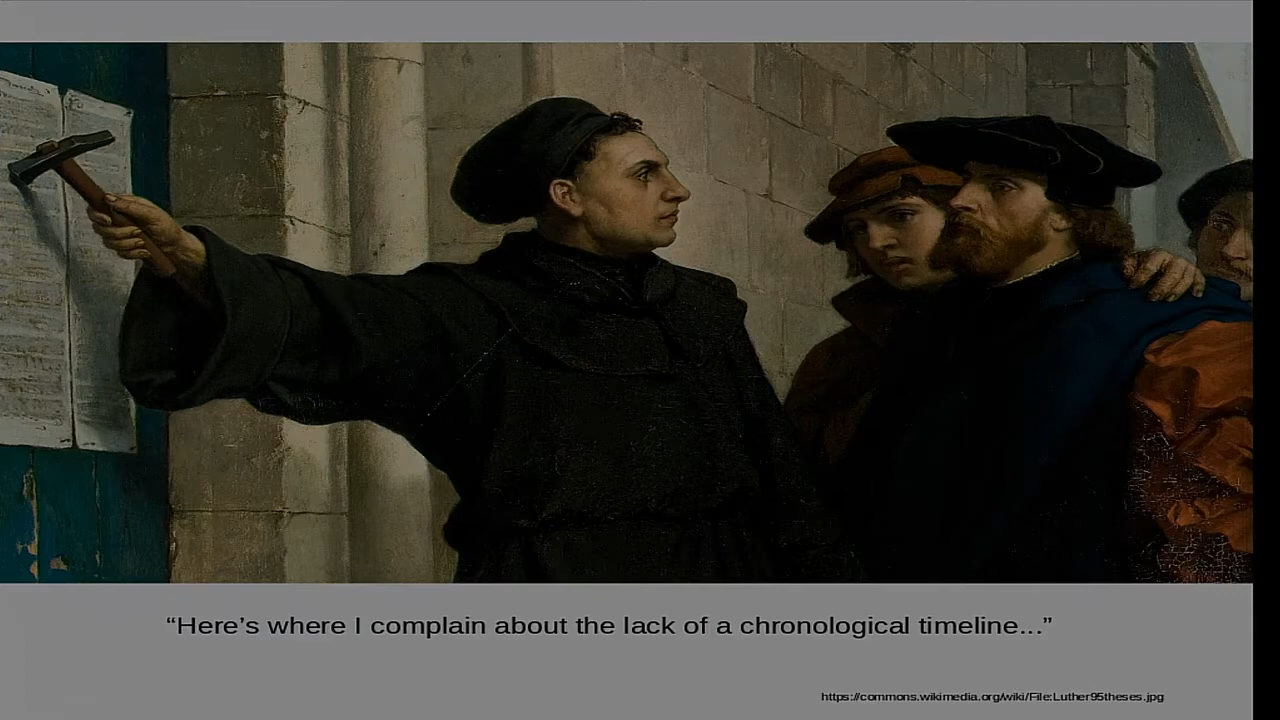 “Here’s where I complain about the lack of a chronological timeline...”
https://commons.wikimedia.org/wiki/File:Luther95theses.jpg